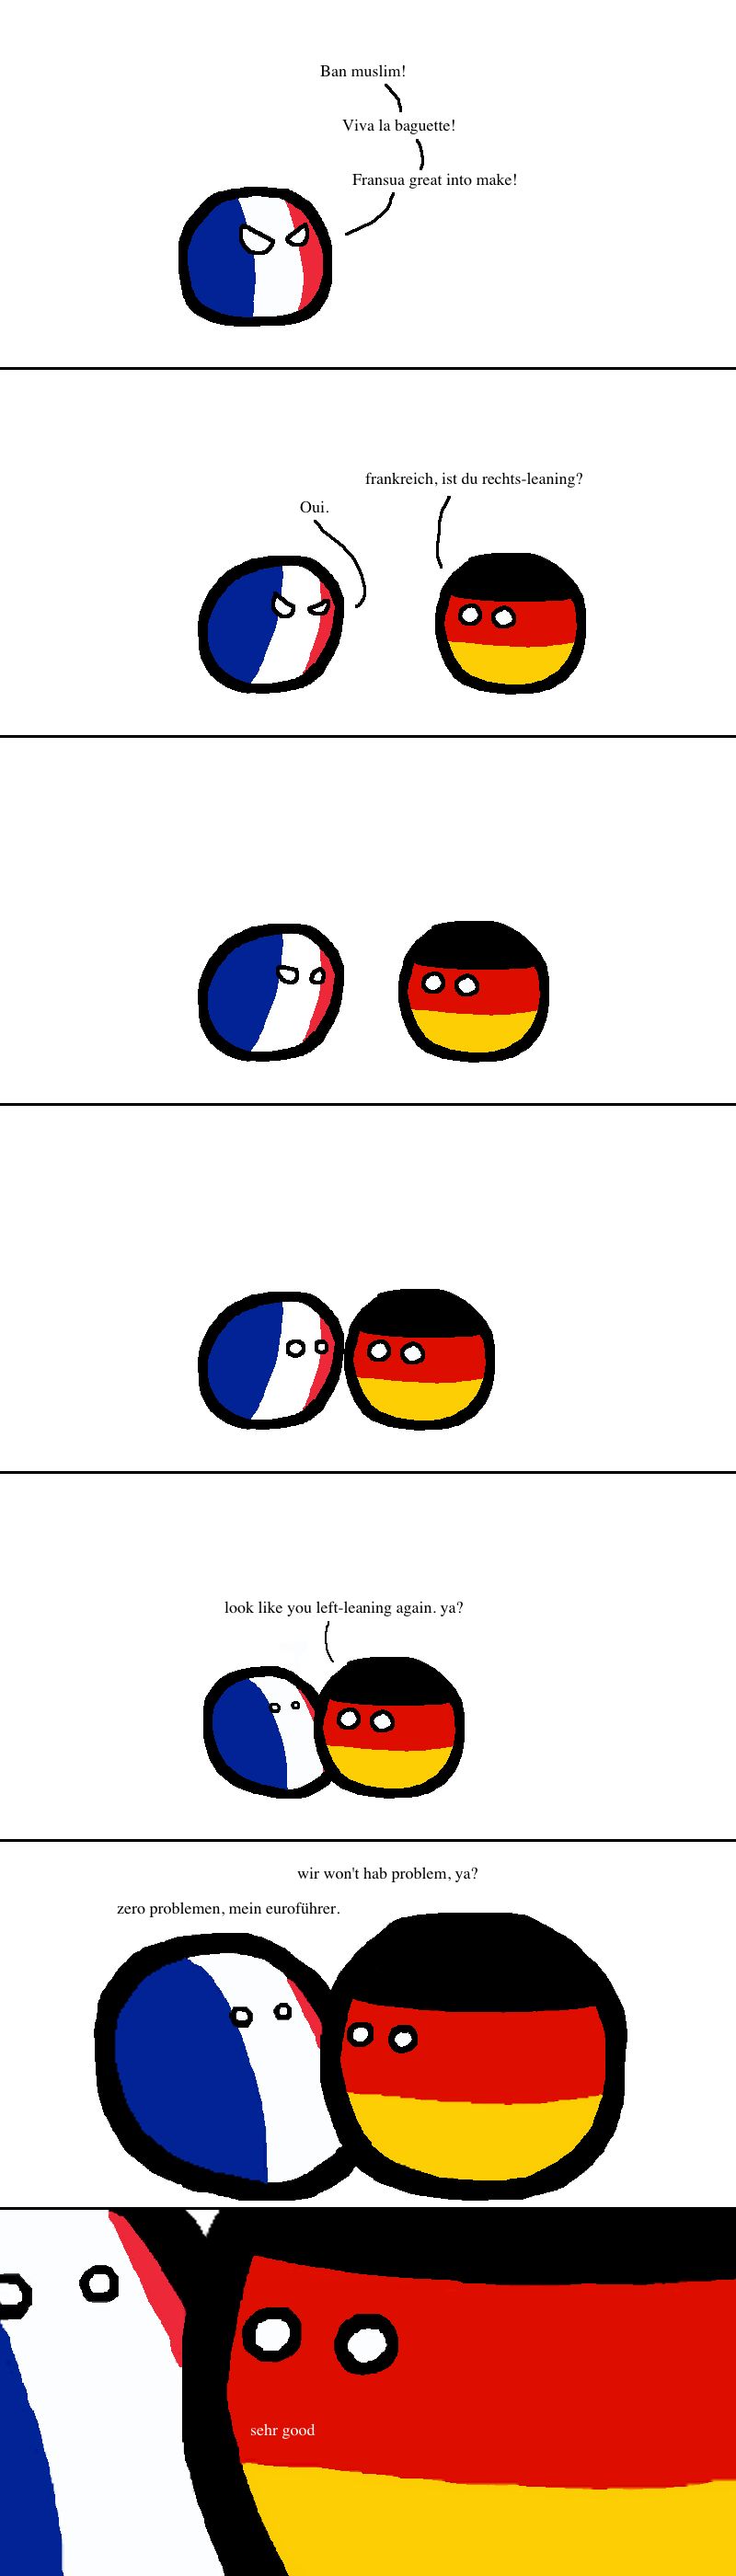 Ban muslim!
Viva la baguette!
Fransua great into make!
frankreich, ist du rechts-leaning?
Oui.
look like you left-leaning again. ya?
wir won't hab problem, ya?
zero problemen, mein euroführer.
sehr good